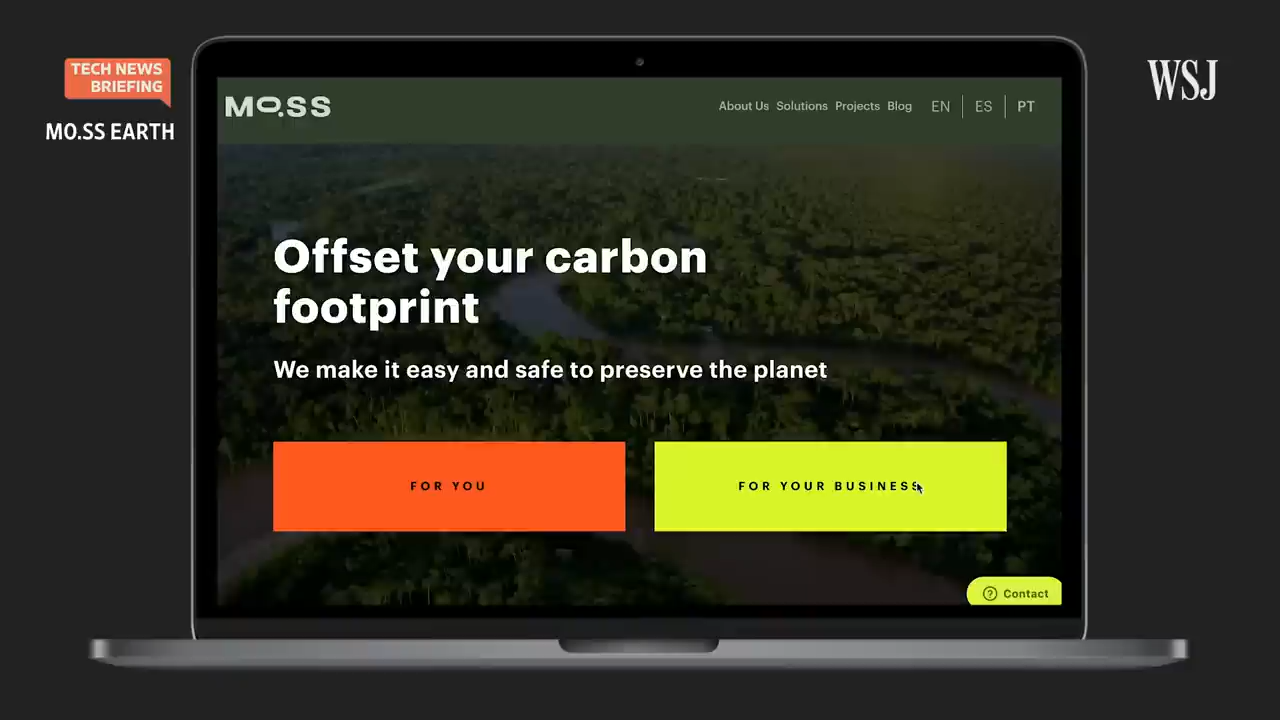 TECH NEWS
BRIEFING
MO.SS EARTH
WSJ
MO.SS
About Us Solutions Projects Blog EN ES PT
Offset your carbon
footprint
We make it easy and safe to preserve the planet
FOR YOU
FOR YOUR BUSINESS
? Contact